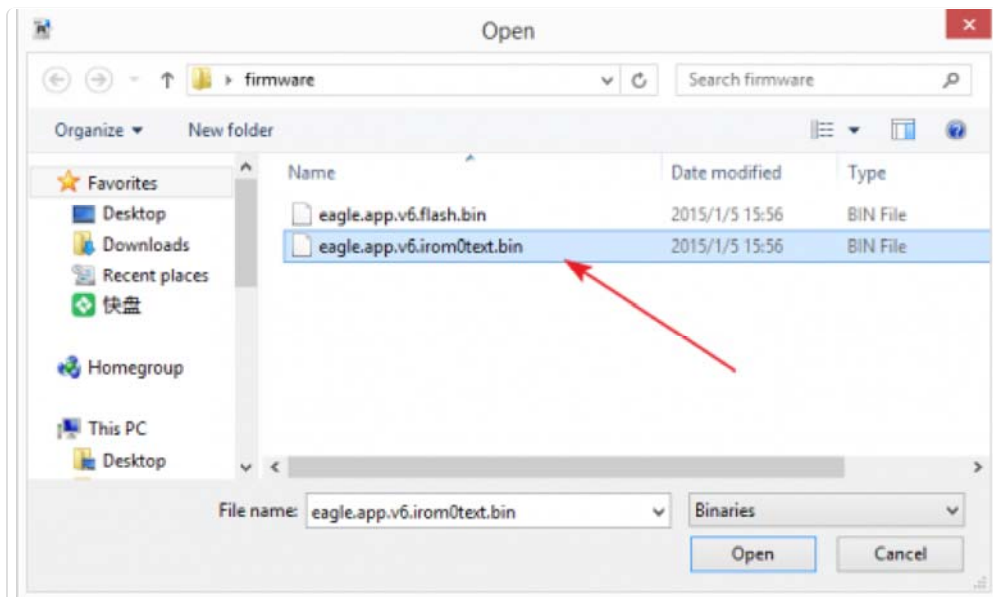 Open
firmware
Search firmware
Organize
New folder
Name
Date modified
Type
Favorites
eagle.app.v6.flash.bin
2015/1/5 15:56
BIN File
Desktop
eagle.app.v6.irom0text.bin
2015/1/5 15:56
BIN File
Downloads
Recent places
快盘
Homegroup
This PC
Desktop
File name:
eagle.app.v6.irom0text.bin
Binaries
Open
Cancel